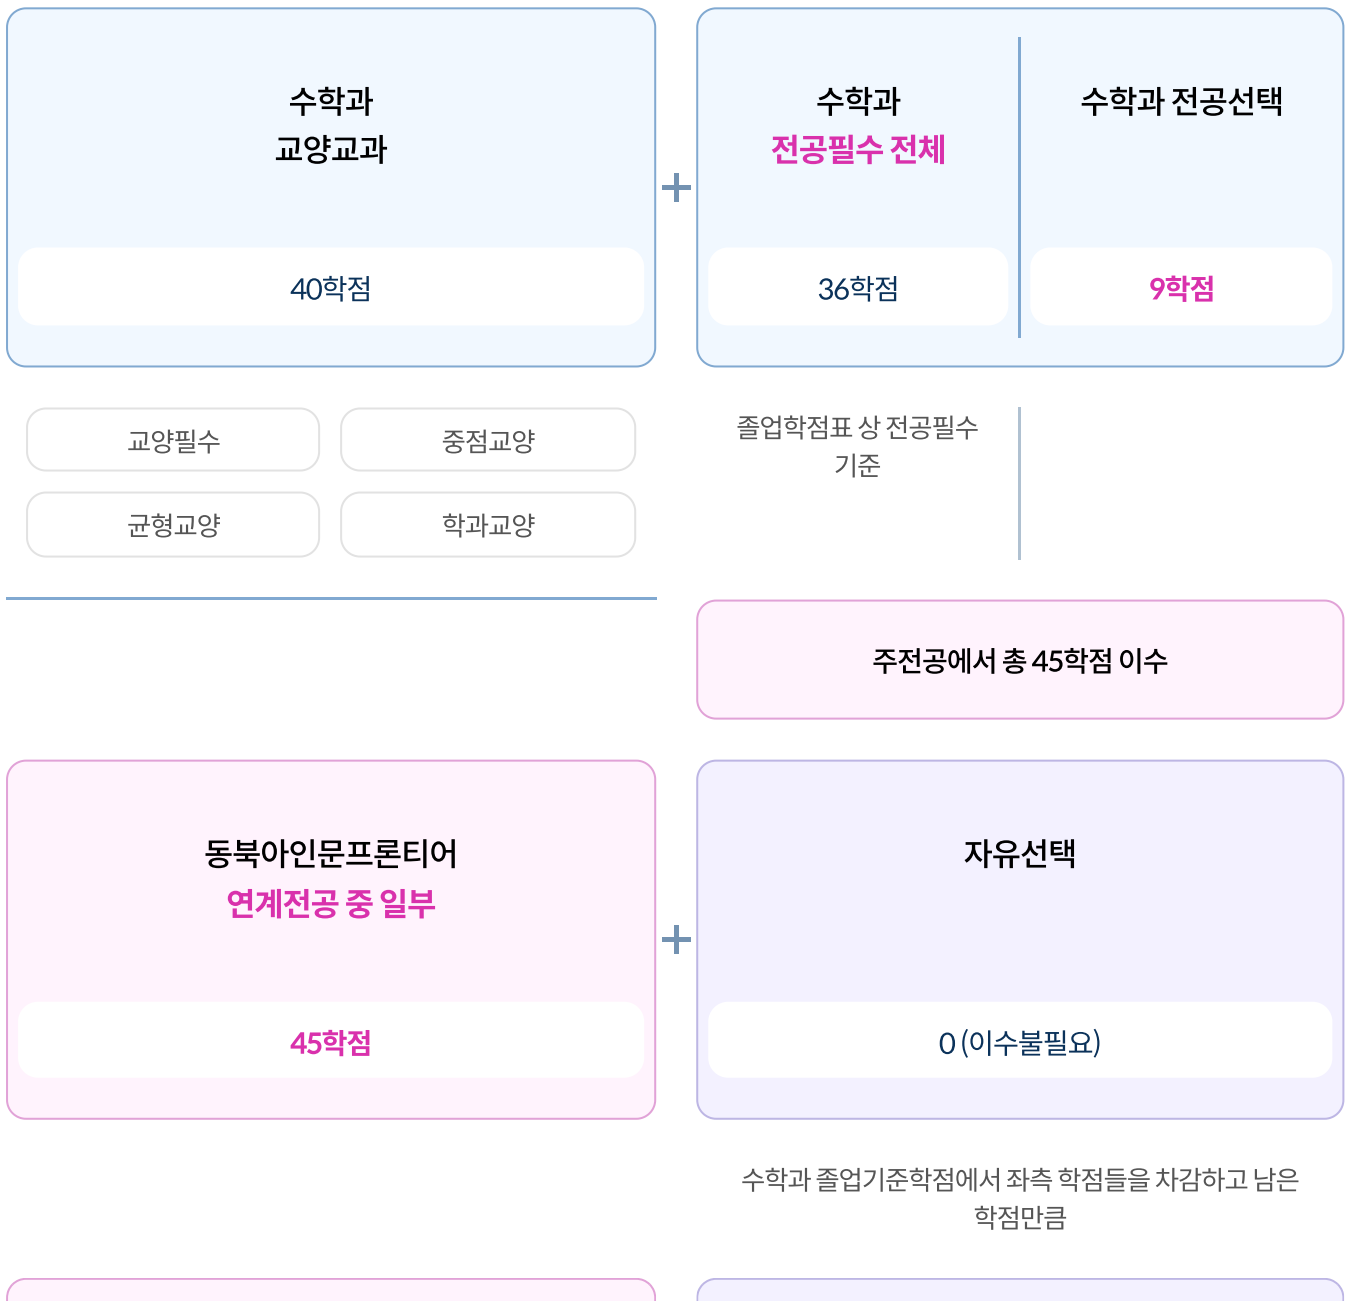 수학과
교양교과
40학점
+
수학과
전공필수 전체
36학점
수학과 전공선택
9학점
교양필수
중점교양
균형교양
학과교양
졸업학점표 상 전공필수
기준
주전공에서 총 45학점 이수
동북아인문프론티어
연계전공 중 일부
45학점
+
자유선택
0 (이수불필요)
수학과 졸업기준학점에서 좌측 학점들을 차감하고 남은
학점만큼